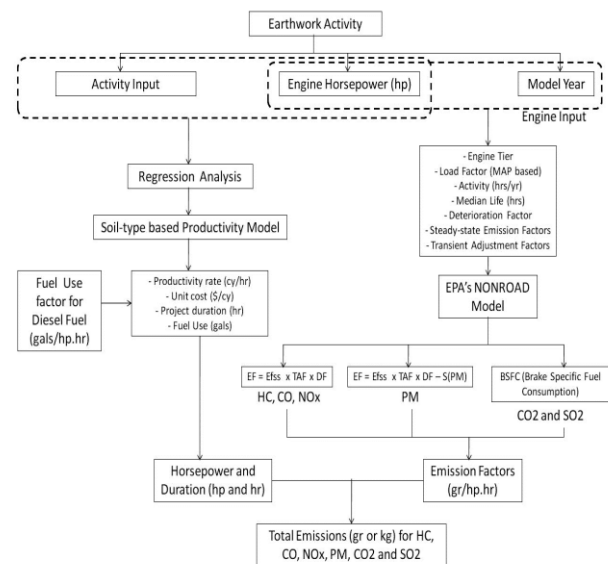 Earthwork Activity
Activity Input
Engine Horsepower (hp)
Model Year
Engine Input
Regression Analysis
Soil-type based Productivity Model
Fuel Use
factor for
Diesel Fuel
(gals/hp.hr)
- Productivity rate (cy/hr)
- Unit cost ($/cy)
- Project duration (hr)
- Fuel Use (gals)
- Engine Tier
- Load Factor (MAP based)
- Activity (hrs/yr)
- Median Life (hrs)
- Deterioration Factor
- Steady-state Emission Factors
- Transient Adjustment Factors
EPA's NONROAD
Model
EF = Efss x TAF x DF
HC, CO, NOx
EF = Efss x TAF x DF – S(PM)
PM
BSFC (Brake Specific Fuel
Consumption)
CO2 and SO2
Horsepower and
Duration (hp and hr)
Emission Factors
(gr/hp.hr)
Total Emissions (gr or kg) for HC,
CO, NOx, PM, CO2 and SO2